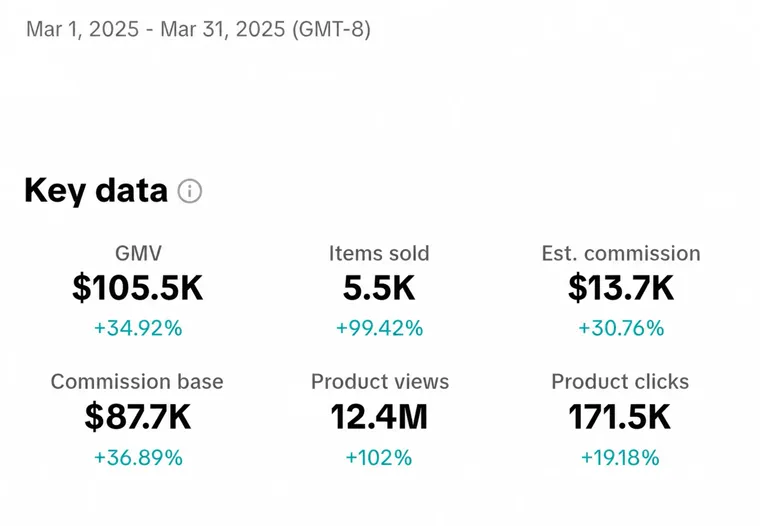 Mar 1, 2025 - Mar 31, 2025 (GMT-8)
Key data
GMV Items sold Est. commission
$105.5K 5.5K $13.7K
+34.92% +99.42% +30.76%
Commission base Product views Product clicks
$87.7K 12.4M 171.5K
+36.89% +102% +19.18%